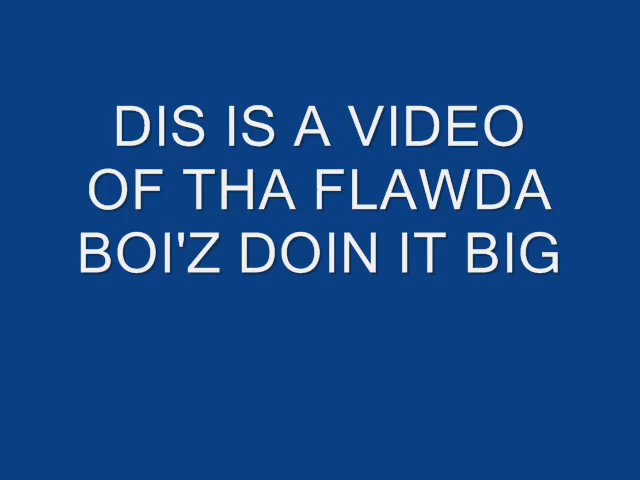 DIS IS A VIDEO
OF THA FLAWDA
BOI'Z DOIN IT BIG